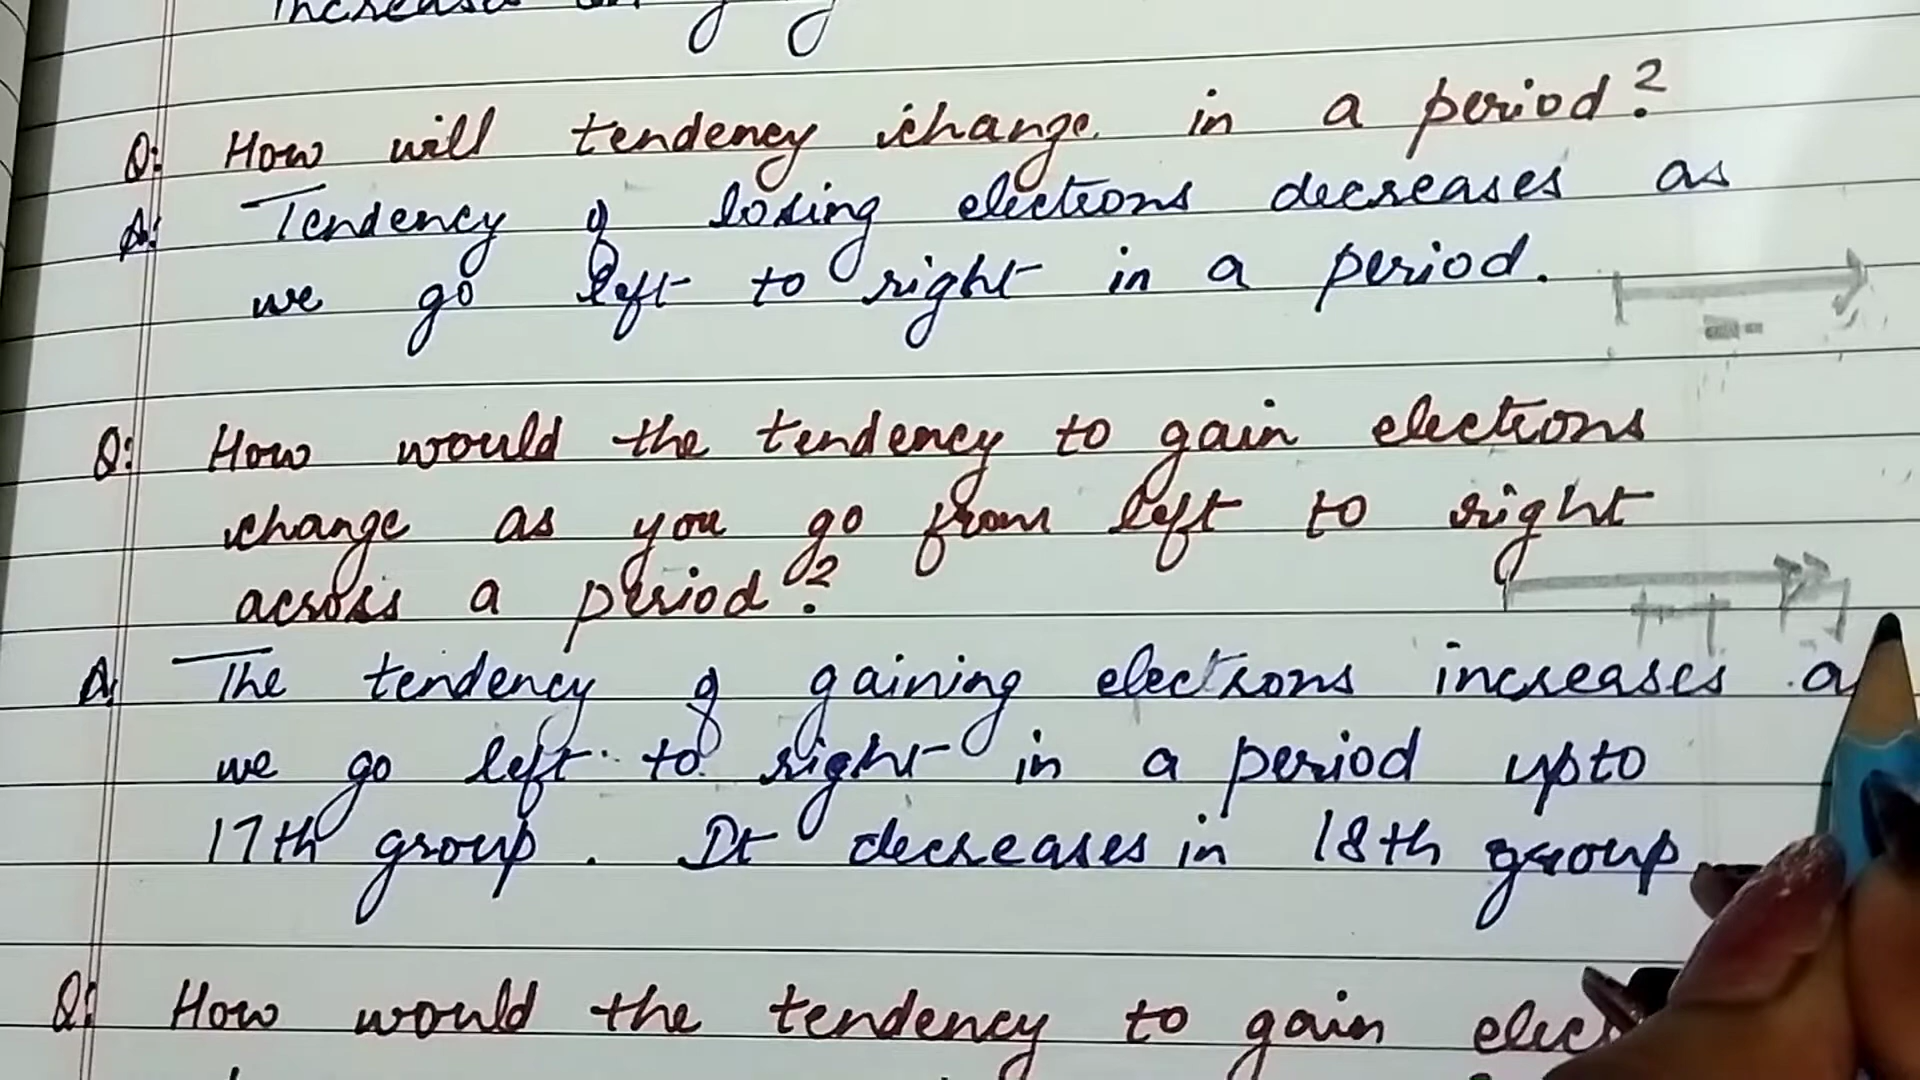 increases
Q: How will tendency change in a period?
A: Tendency of losing electrons decreases as
we go left to right in a period.
Q: How would the tendency to gain electrons
change as you go from left to right
across a period?
A The tendency of gaining electrons increases a
we go left to right in a period upto
17th group. It decreases in 18th group
Q: How would the tendency to gain elec